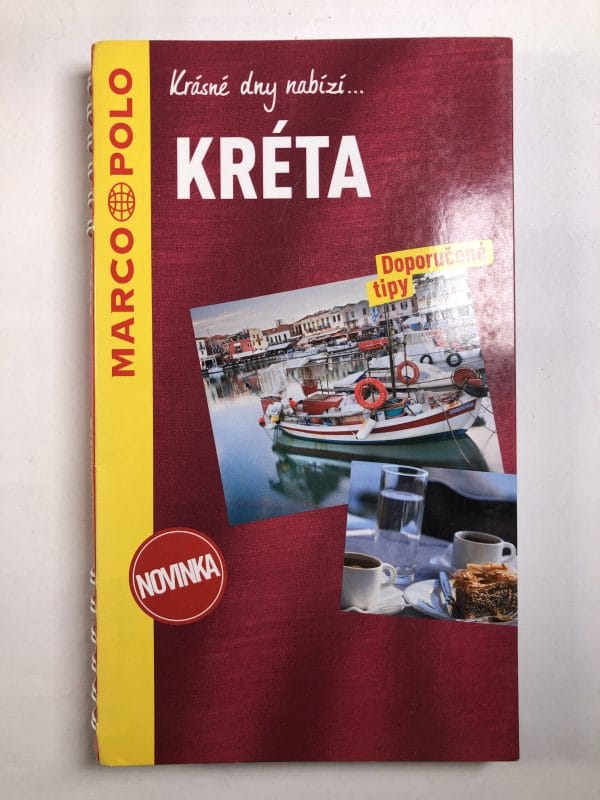 MARCO POLO
Krásné dny nabízí...
KRÉTA
Doporučené
tipy
NOVINKA